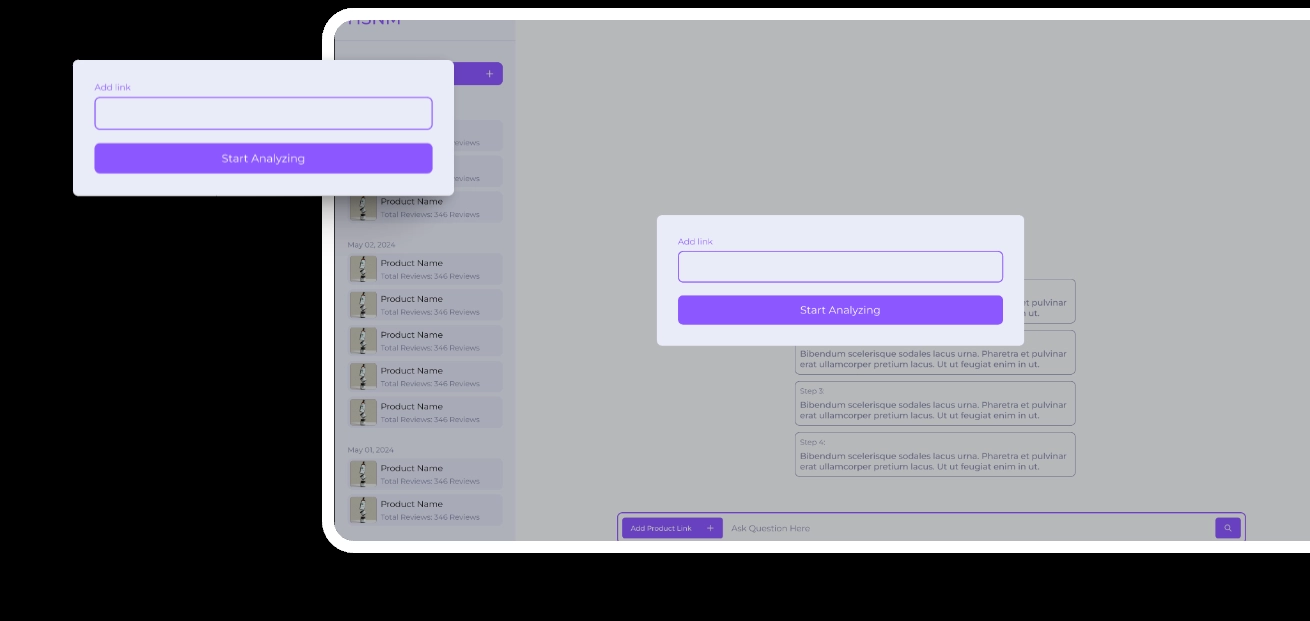 Add link
Start Analyzing
Product Name
Total Reviews: 346 Reviews
May 02, 2024
Product Name
Total Reviews: 346 Reviews
Product Name
Total Reviews: 346 Reviews
Product Name
Total Reviews: 346 Reviews
Product Name
Total Reviews: 346 Reviews
Product Name
Total Reviews: 346 Reviews
May 01, 2024
Product Name
Total Reviews: 346 Reviews
Product Name
Total Reviews: 346 Reviews
Add link
Start Analyzing
et pulvinar
ut.
Bibendum scelerisque sodales lacus urna. Pharetra et pulvinar
erat ullamcorper pretium lacus. Ut ut feugiat enim in ut.
Step 3:
Bibendum scelerisque sodales lacus urna. Pharetra et pulvinar
erat ullamcorper pretium lacus. Ut ut feugiat enim in ut.
Step 4:
Bibendum scelerisque sodales lacus urna. Pharetra et pulvinar
erat ullamcorper pretium lacus. Ut ut feugiat enim in ut.
Add Product Link +
Ask Question Here